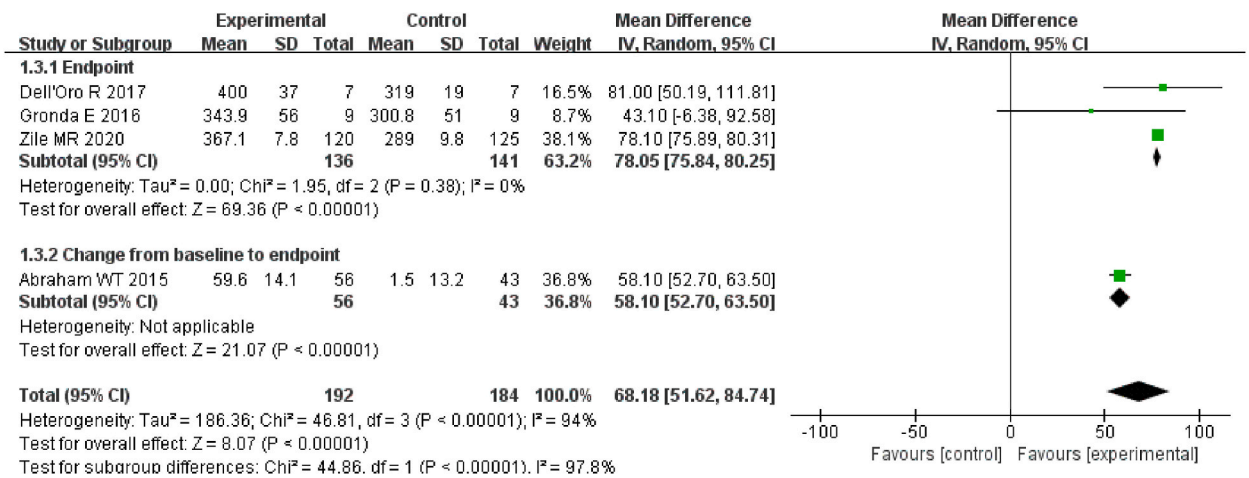 Experimental Control Mean Difference Mean Difference
Study or Subgroup Mean SD Total Mean SD Total Weight IV, Random, 95% CI IV, Random, 95% CI
1.3.1 Endpoint
Dell'Oro R 2017 400 37 7 319 19 7 16.5% 81.00 [50.19, 111.81]
Gronda E 2016 343.9 56 9 300.8 51 9 8.7% 43.10 [-6.38, 92.58]
Zile MR 2020 367.1 7.8 120 289 9.8 125 38.1% 78.10 [75.89, 80.31]
Subtotal (95% CI) 136 141 63.2% 78.05 [75.84, 80.25]
Heterogeneity: Tau² = 0.00; Chi² = 1.95, df = 2 (P = 0.38); I² = 0%
Test for overall effect: Z = 69.36 (P < 0.00001)
1.3.2 Change from baseline to endpoint
Abraham WT 2015 59.6 14.1 56 1.5 13.2 43 36.8% 58.10 [52.70, 63.50]
Subtotal (95% CI) 56 43 36.8% 58.10 [52.70, 63.50]
Heterogeneity: Not applicable
Test for overall effect: Z = 21.07 (P < 0.00001)
Total (95% CI) 192 184 100.0% 68.18 [51.62, 84.74]
Heterogeneity: Tau² = 186.36; Chi² = 46.81, df = 3 (P < 0.00001); I² = 94%
Test for overall effect: Z = 8.07 (P < 0.00001)
Test for subgroup differences: Chi² = 44.86, df = 1 (P < 0.00001), I² = 97.8%
-100 -50 0 50 100
Favours [control] Favours [experimental]